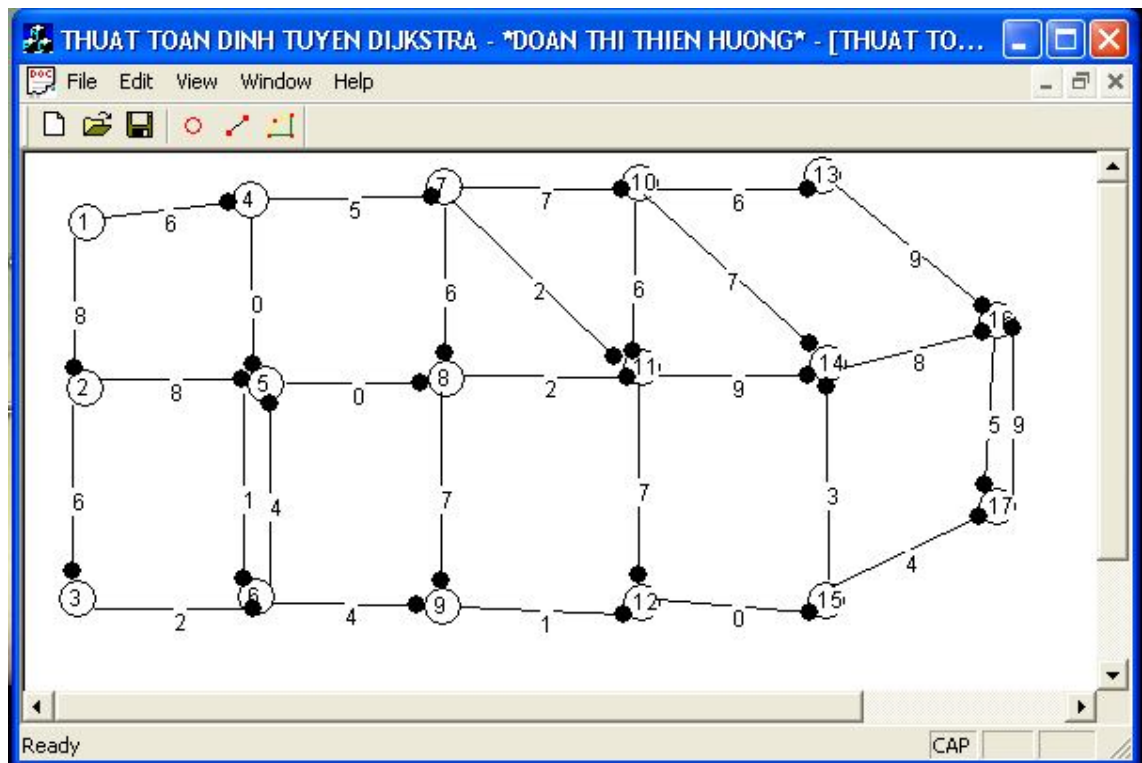 THUAT TOAN DINH TUYEN DIJKSTRA - *DOAN THI THIEN HUONG* - [THUAT TO...
DOC File Edit View Window Help
1 6 4 5 7 7 10 6 13
8 0 6 2 6 7 9
2 8 5 0 8 2 11 9 14 8 16
6 1 4 7 7 3 5 9
3 2 6 4 9 1 12 0 15 4 17
Ready CAP